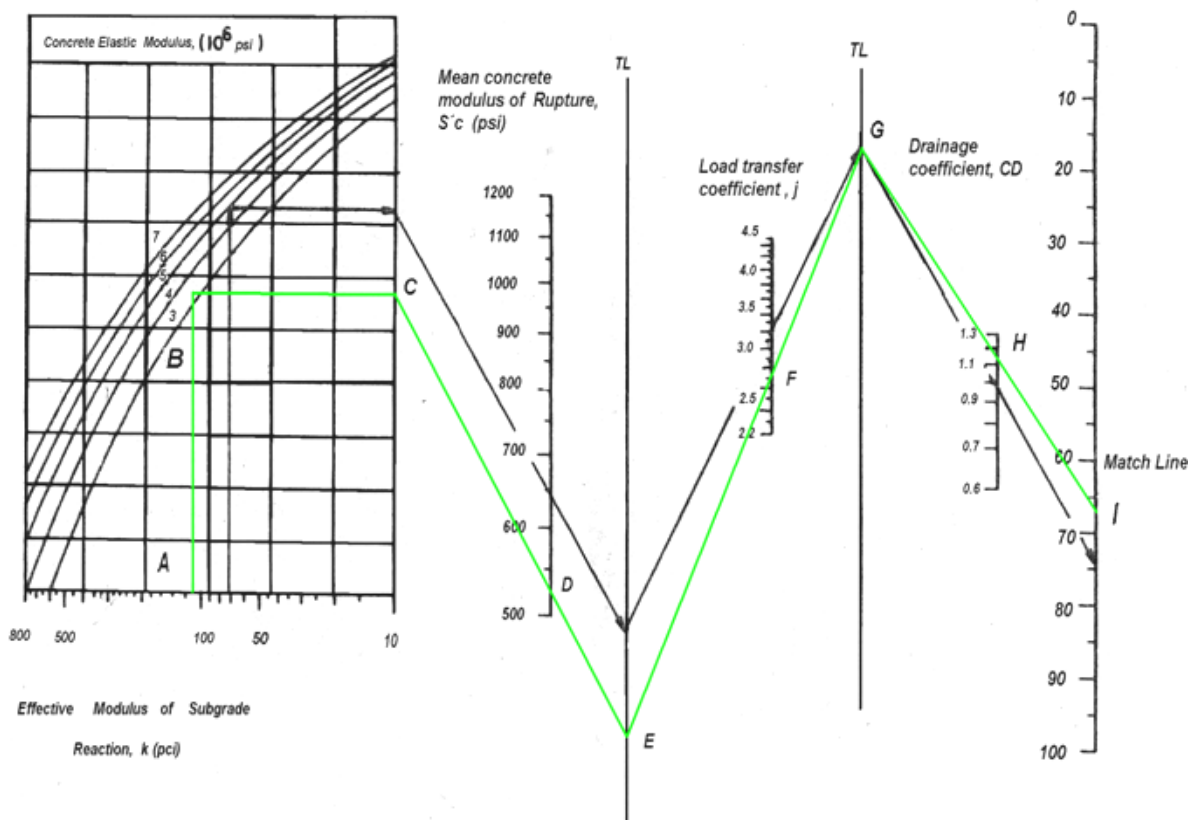 Concrete Elastic Modulus, (10^6 psi)
7
6
5
4
3
B
A
C
800 500 100 50 10
Effective Modulus of Subgrade
Reaction, k (pci)
Mean concrete
modulus of Rupture,
S´c (psi)
1200
1100
1000
900
800
700
600
500
D
TL
E
Load transfer
coefficient , j
4.5
4.0
3.5
3.0
2.5
2.2
F
TL
G
Drainage
coefficient, CD
1.3
1.1
0.9
0.7
0.6
H
0
10
20
30
40
50
60
70
80
90
100
Match Line
I